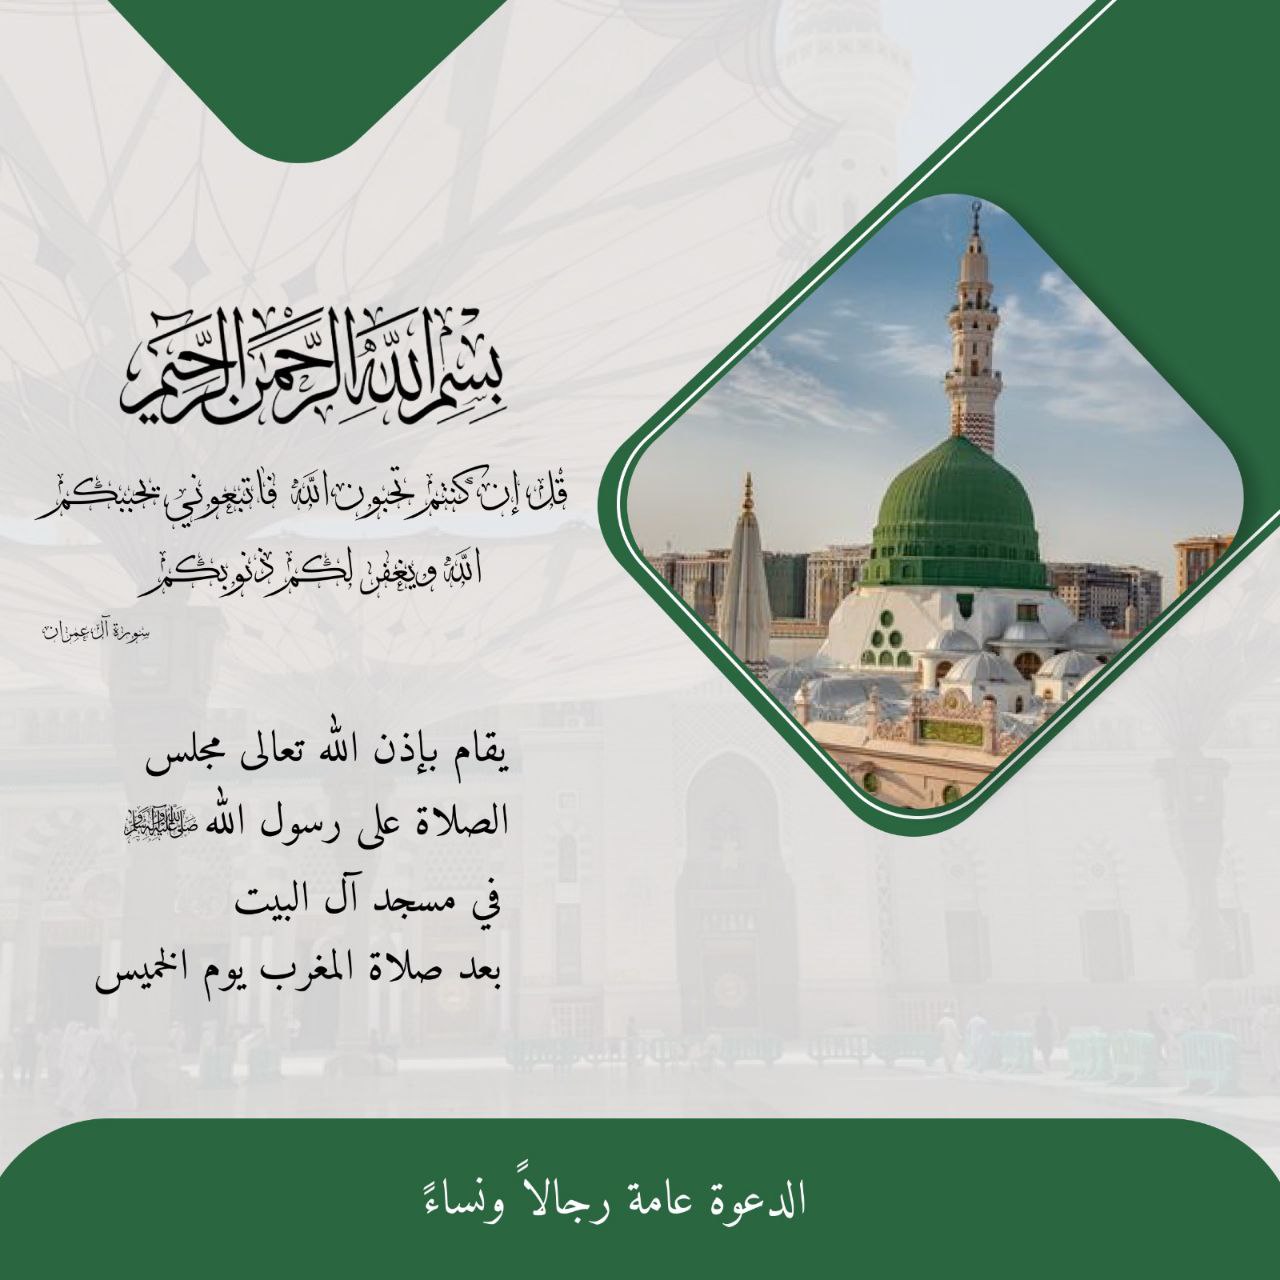 بسم الله الرحمن الرحيم
قل إن كنتم تحبون الله فاتبعوني يحببكم
الله ويغفر لكم ذنوبكم
سورة آل عمران
يقام بإذن الله تعالى مجلس
الصلاة على رسول الله ﷺ
في مسجد آل البيت
بعد صلاة المغرب يوم الخميس
الدعوة عامة رجالاً ونساءً